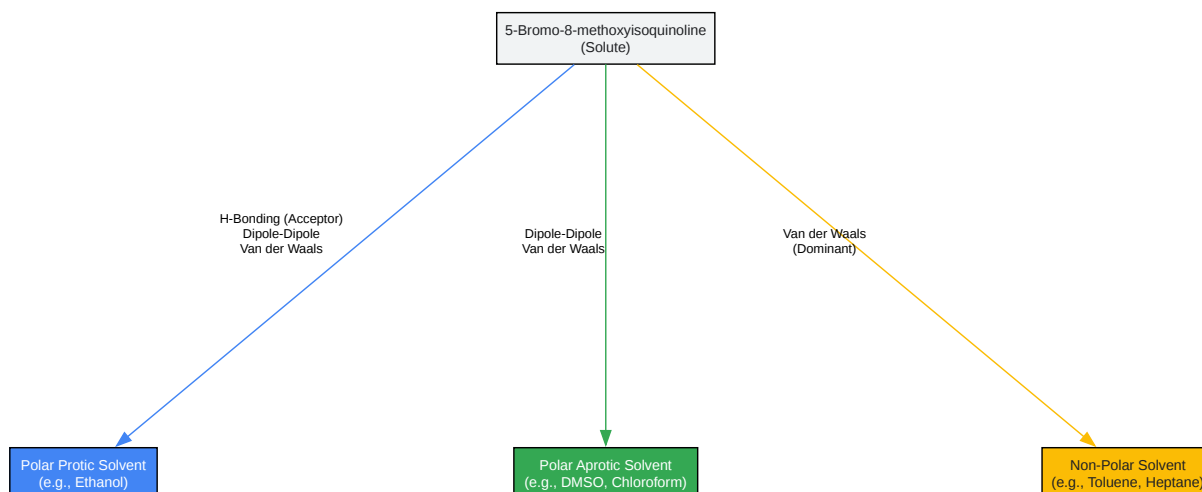 5-Bromo-8-methoxyisoquinoline
(Solute)
H-Bonding (Acceptor)
Dipole-Dipole
Van der Waals
Dipole-Dipole
Van der Waals
Van der Waals
(Dominant)
Polar Protic Solvent
(e.g., Ethanol)
Polar Aprotic Solvent
(e.g., DMSO, Chloroform)
Non-Polar Solvent
(e.g., Toluene, Heptane)